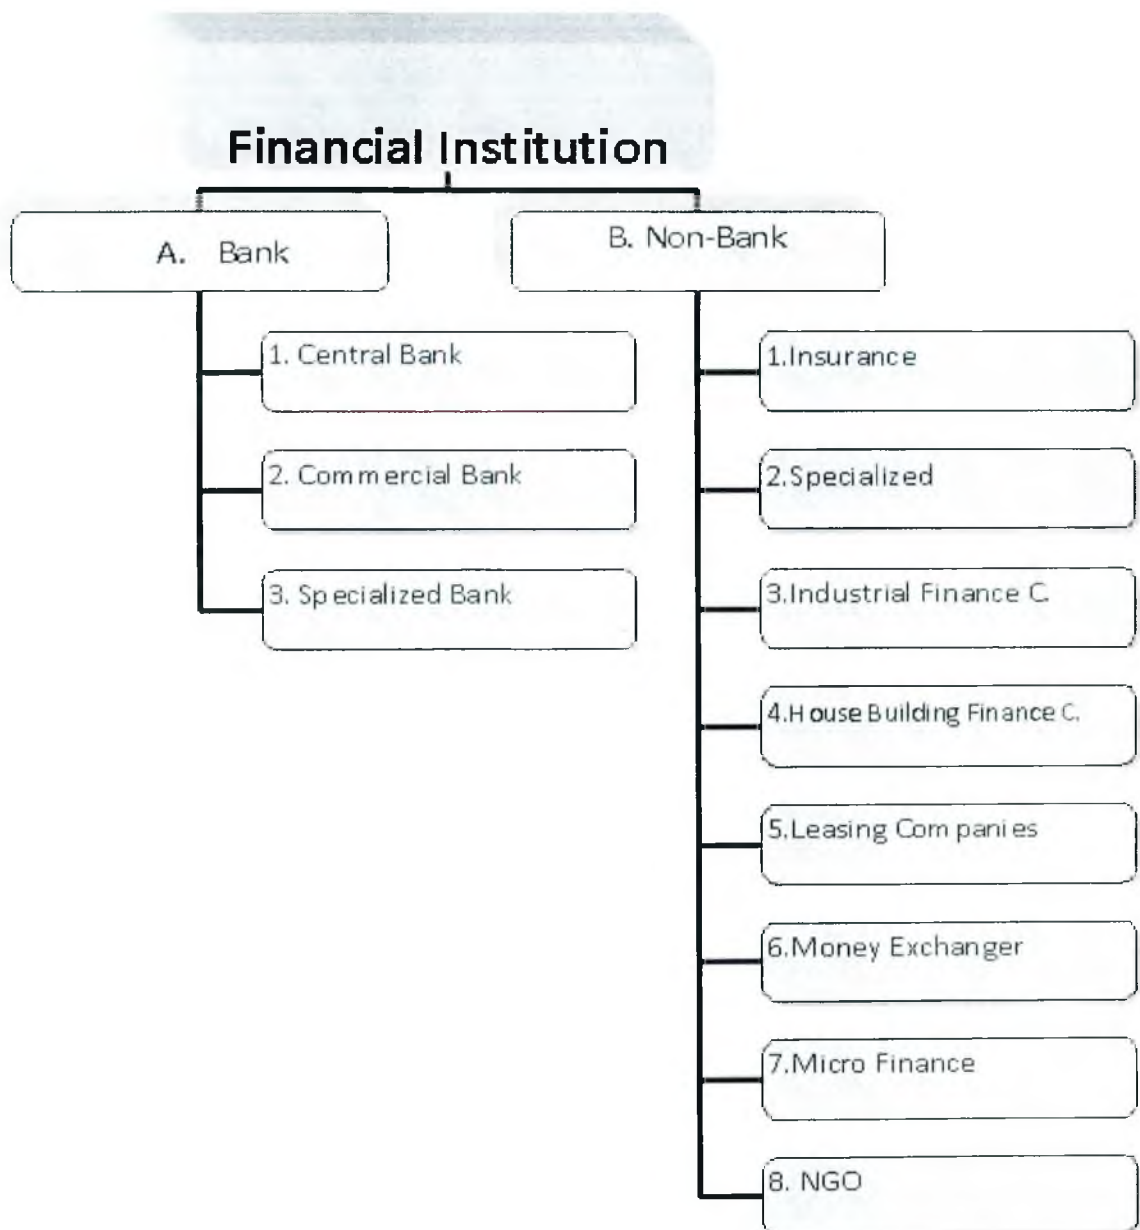 Financial Institution
A. Bank
B. Non-Bank
1. Central Bank
2. Commercial Bank
3. Specialized Bank
1.Insurance
2.Specialized
3.Industrial Finance C.
4.House Building Finance C.
5.Leasing Companies
6.Money Exchanger
7.Micro Finance
8. NGO